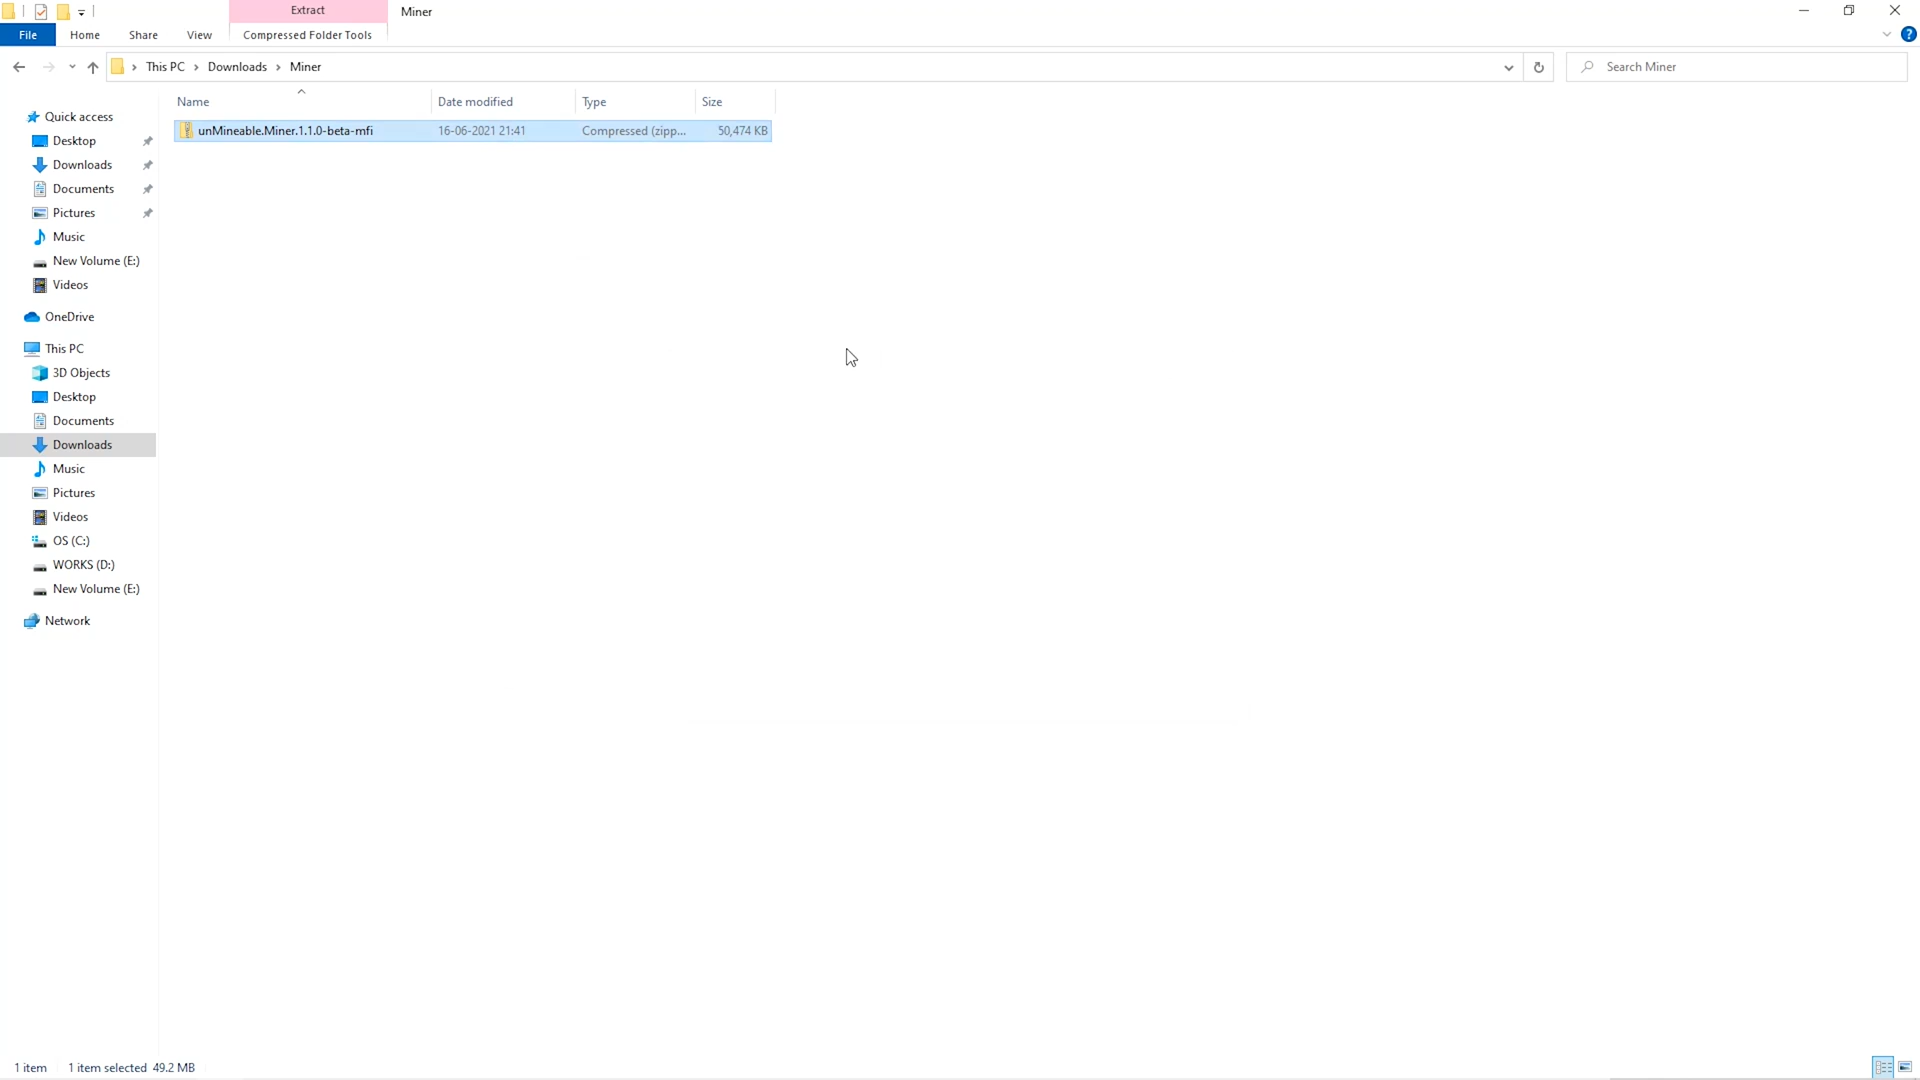 Extract
Miner
File
Home
Share
View
Compressed Folder Tools
?
This PC
Downloads
Miner
Search Miner
Name
Date modified
Type
Size
unMineable.Miner.1.1.0-beta-mfi
16-06-2021 21:41
Compressed (zipp...
50,474 KB
Quick access
Desktop
Downloads
Documents
Pictures
Music
New Volume (E:)
Videos
OneDrive
This PC
3D Objects
Desktop
Documents
Downloads
Music
Pictures
Videos
OS (C:)
WORKS (D:)
New Volume (E:)
Network
1 item
1 item selected 49.2 MB